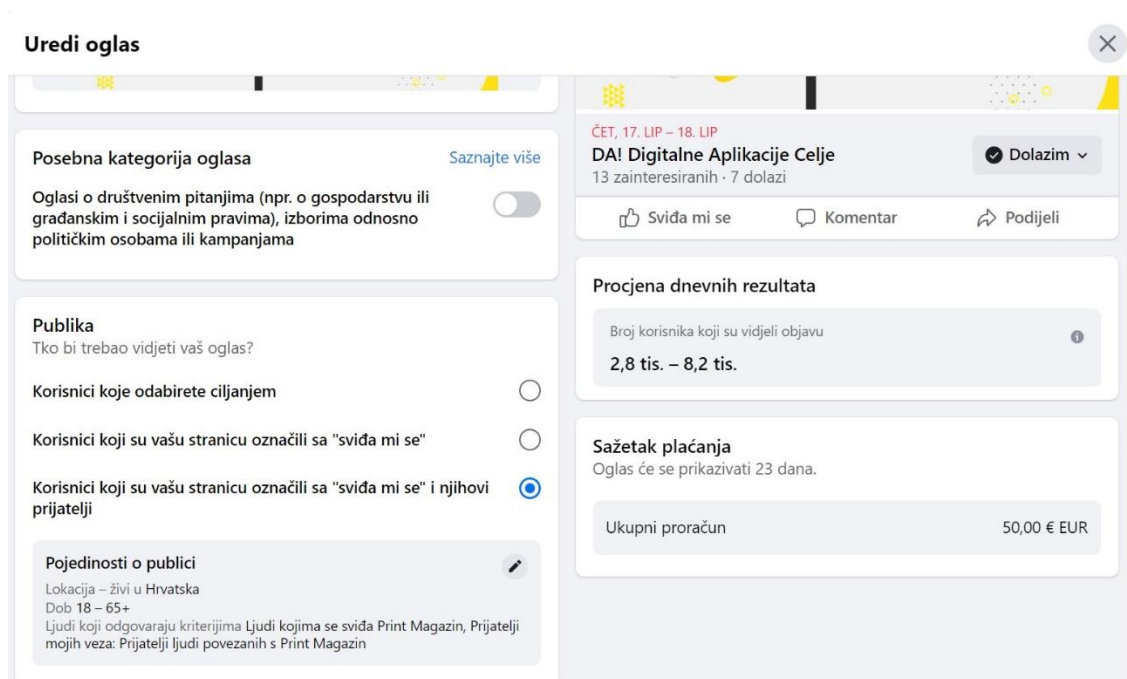 Uredi oglas
Posebna kategorija oglasa
Saznajte više
Oglasi o društvenim pitanjima (npr. o gospodarstvu ili
građanskim i socijalnim pravima), izborima odnosno
političkim osobama ili kampanjama
Publika
Tko bi trebao vidjeti vaš oglas?
Korisnici koje odabirete ciljanjem
Korisnici koji su vašu stranicu označili sa "sviđa mi se"
Korisnici koji su vašu stranicu označili sa "sviđa mi se" i njihovi
prijatelji
Pojedinosti o publici
Lokacija – živi u Hrvatska
Dob 18 – 65+
Ljudi koji odgovaraju kriterijima Ljudi kojima se sviđa Print Magazin, Prijatelji
mojih veza: Prijatelji ljudi povezanih s Print Magazin
ČET, 17. LIP – 18. LIP
DA! Digitalne Aplikacije Celje
13 zainteresiranih · 7 dolazi
Dolazim
Sviđa mi se
Komentar
Podijeli
Procjena dnevnih rezultata
Broj korisnika koji su vidjeli objavu
2,8 tis. – 8,2 tis.
Sažetak plaćanja
Oglas će se prikazivati 23 dana.
Ukupni proračun
50,00 € EUR